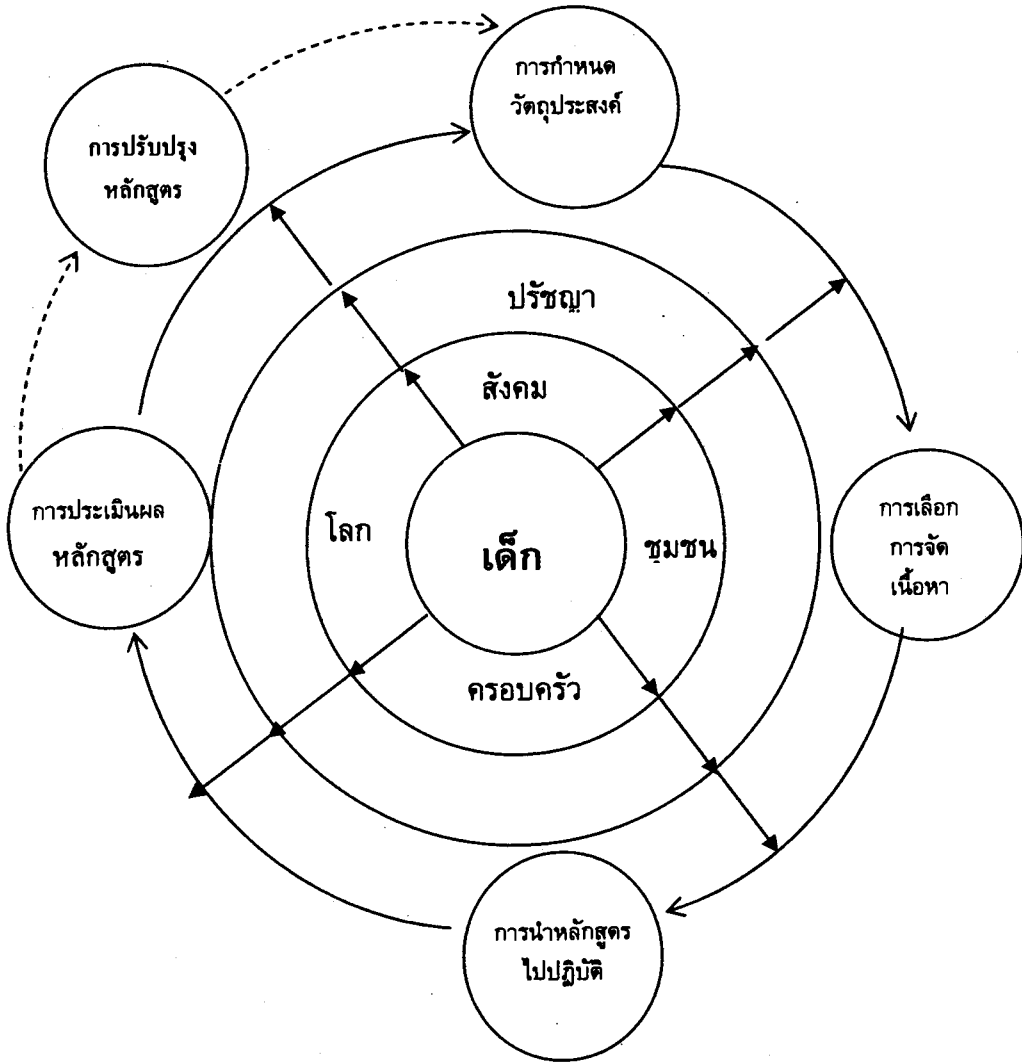 การกำหนด
วัตถุประสงค์
การปรับปรุง
หลักสูตร
ปรัชญา
สังคม
การประเมินผล
หลักสูตร
โลก
เด็ก
ชุมชน
การเลือก
การจัด
เนื้อหา
ครอบครัว
การนำหลักสูตร
ไปปฏิบัติ